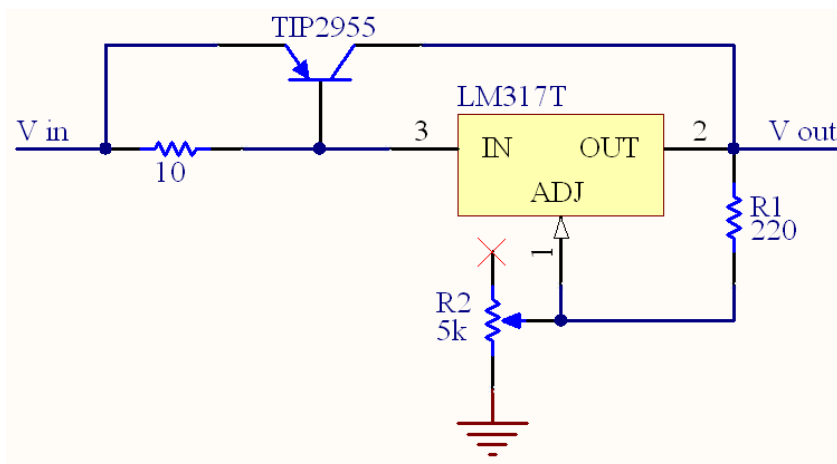 TIP2955
LM317T
V in
3
IN
OUT
2
V out
10
ADJ
R1
220
1
R2
5k